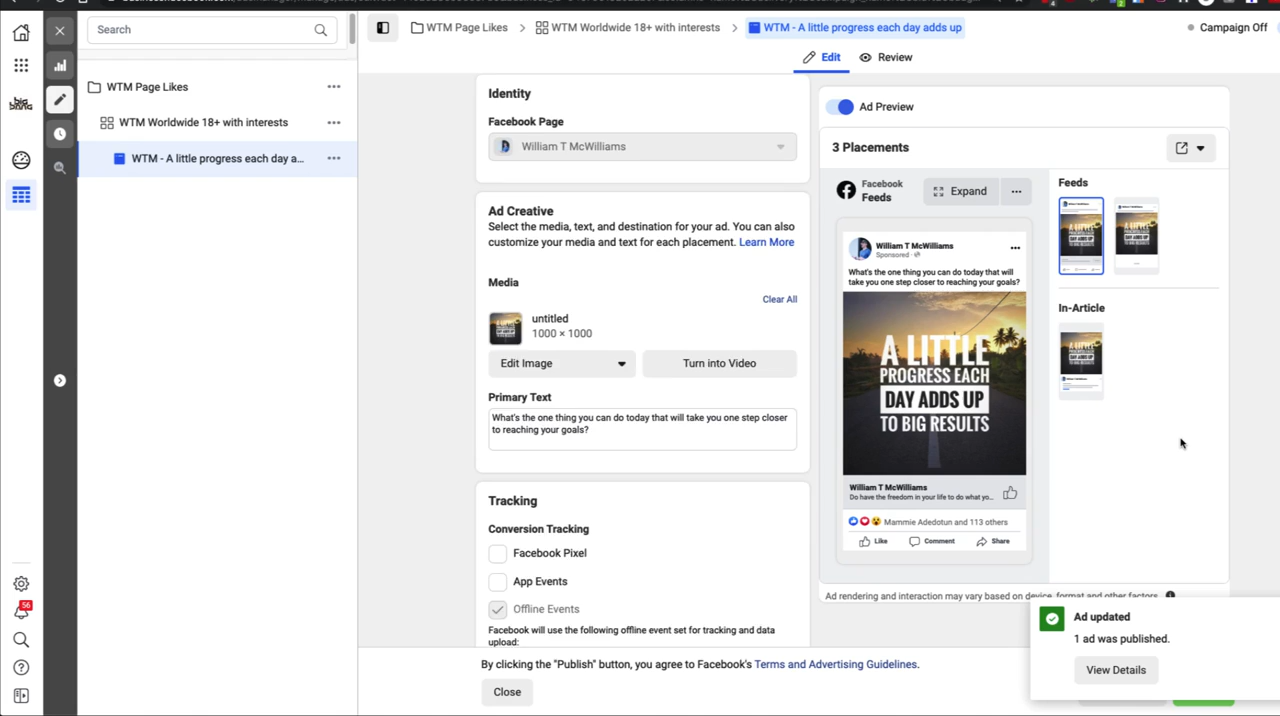 Search
WTM Page Likes
WTM Worldwide 18+ with interests
WTM - A little progress each day a...
big bang
56
WTM Page Likes
WTM Worldwide 18+ with interests
WTM - A little progress each day adds up
Campaign Off
Edit
Review
Identity
Facebook Page
William T McWilliams
Ad Creative
Select the media, text, and destination for your ad. You can also
customize your media and text for each placement. Learn More
Media
Clear All
untitled
1000 × 1000
Edit Image
Turn into Video
Primary Text
What's the one thing you can do today that will take you one step closer
to reaching your goals?
Tracking
Conversion Tracking
Facebook Pixel
App Events
Offline Events
Facebook will use the following offline event set for tracking and data
upload:
By clicking the "Publish" button, you agree to Facebook's Terms and Advertising Guidelines.
Close
Ad Preview
3 Placements
Facebook
Feeds
Expand
William T McWilliams
Sponsored ·
What's the one thing you can do today that will
take you one step closer to reaching your goals?
A LITTLE
PROGRESS EACH
DAY ADDS UP
TO BIG RESULTS
William T McWilliams
Do have the freedom in your life to do what yo...
Mammie Adedotun and 113 others
Like
Comment
Share
Feeds
In-Article
Ad rendering and interaction may vary based on device, format and other factors.
Ad updated
1 ad was published.
View Details